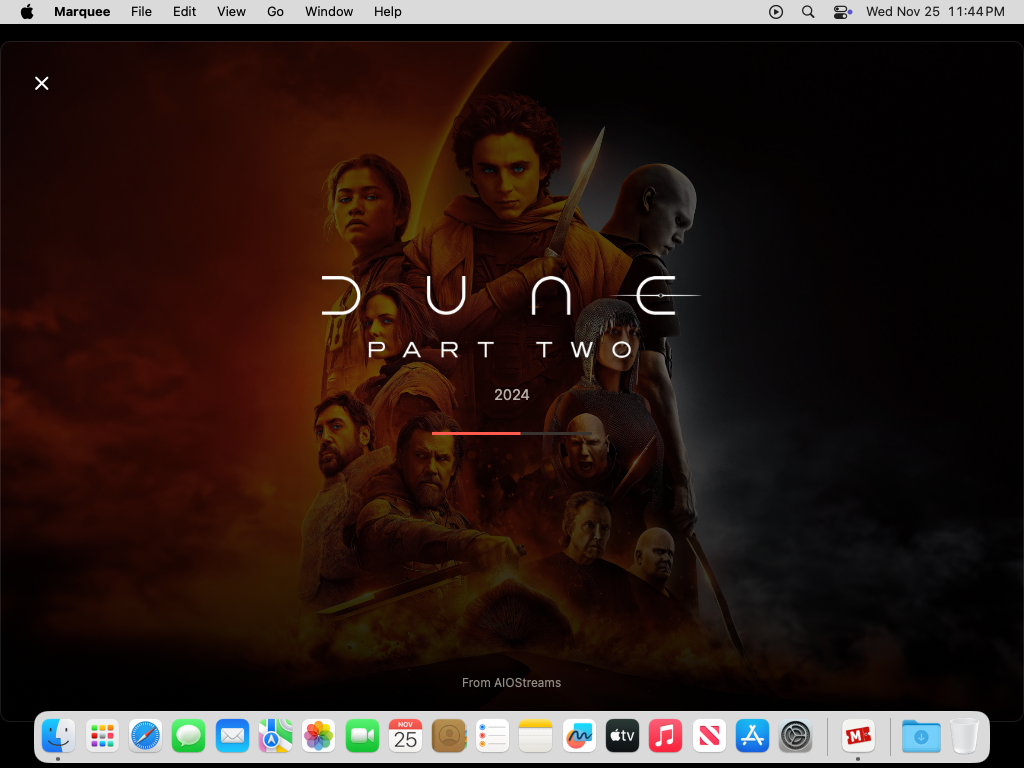 Marquee File Edit View Go Window Help Wed Nov 25 11:44 PM
DUNE
PART TWO
2024
From AIOStreams
NOV
25
tv